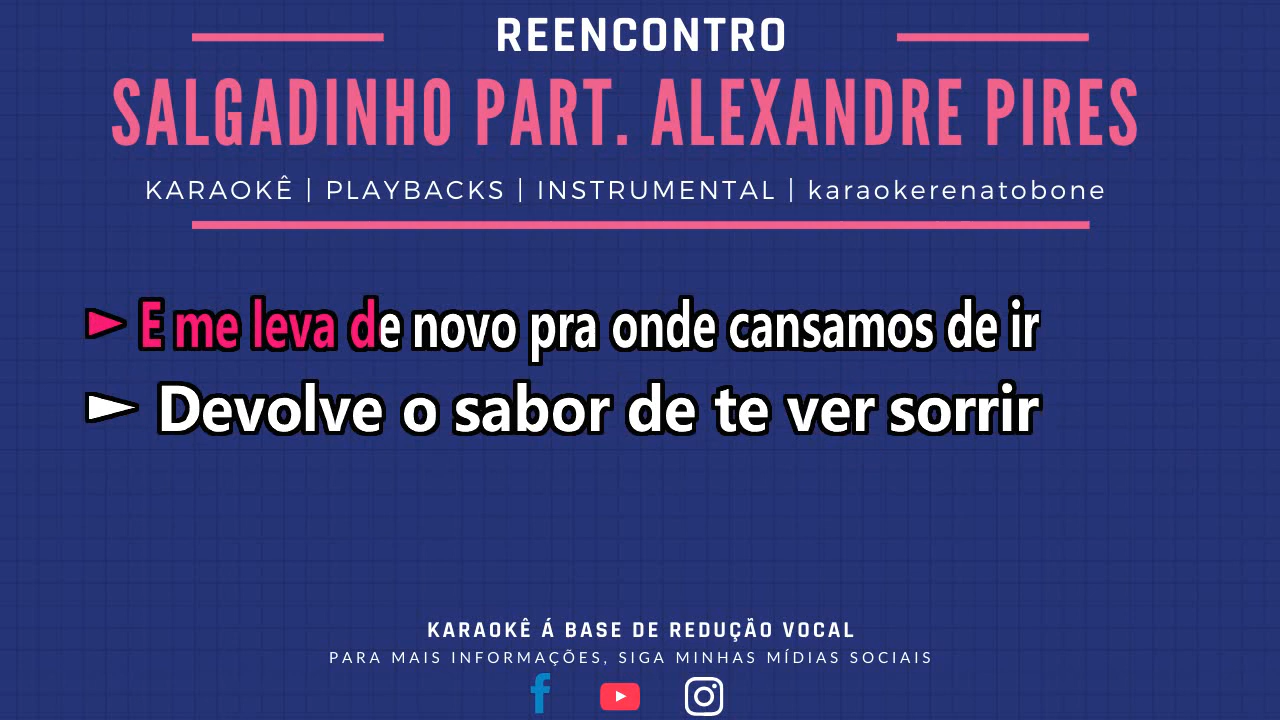 REENCONTRO
SALGADINHO PART. ALEXANDRE PIRES
KARAOKÊ | PLAYBACKS | INSTRUMENTAL | karaokerenatobone
E me leva de novo pra onde cansamos de ir
Devolve o sabor de te ver sorrir
KARAOKÊ Á BASE DE REDUÇÃO VOCAL
PARA MAIS INFORMAÇÕES, SIGA MINHAS MÍDIAS SOCIAIS